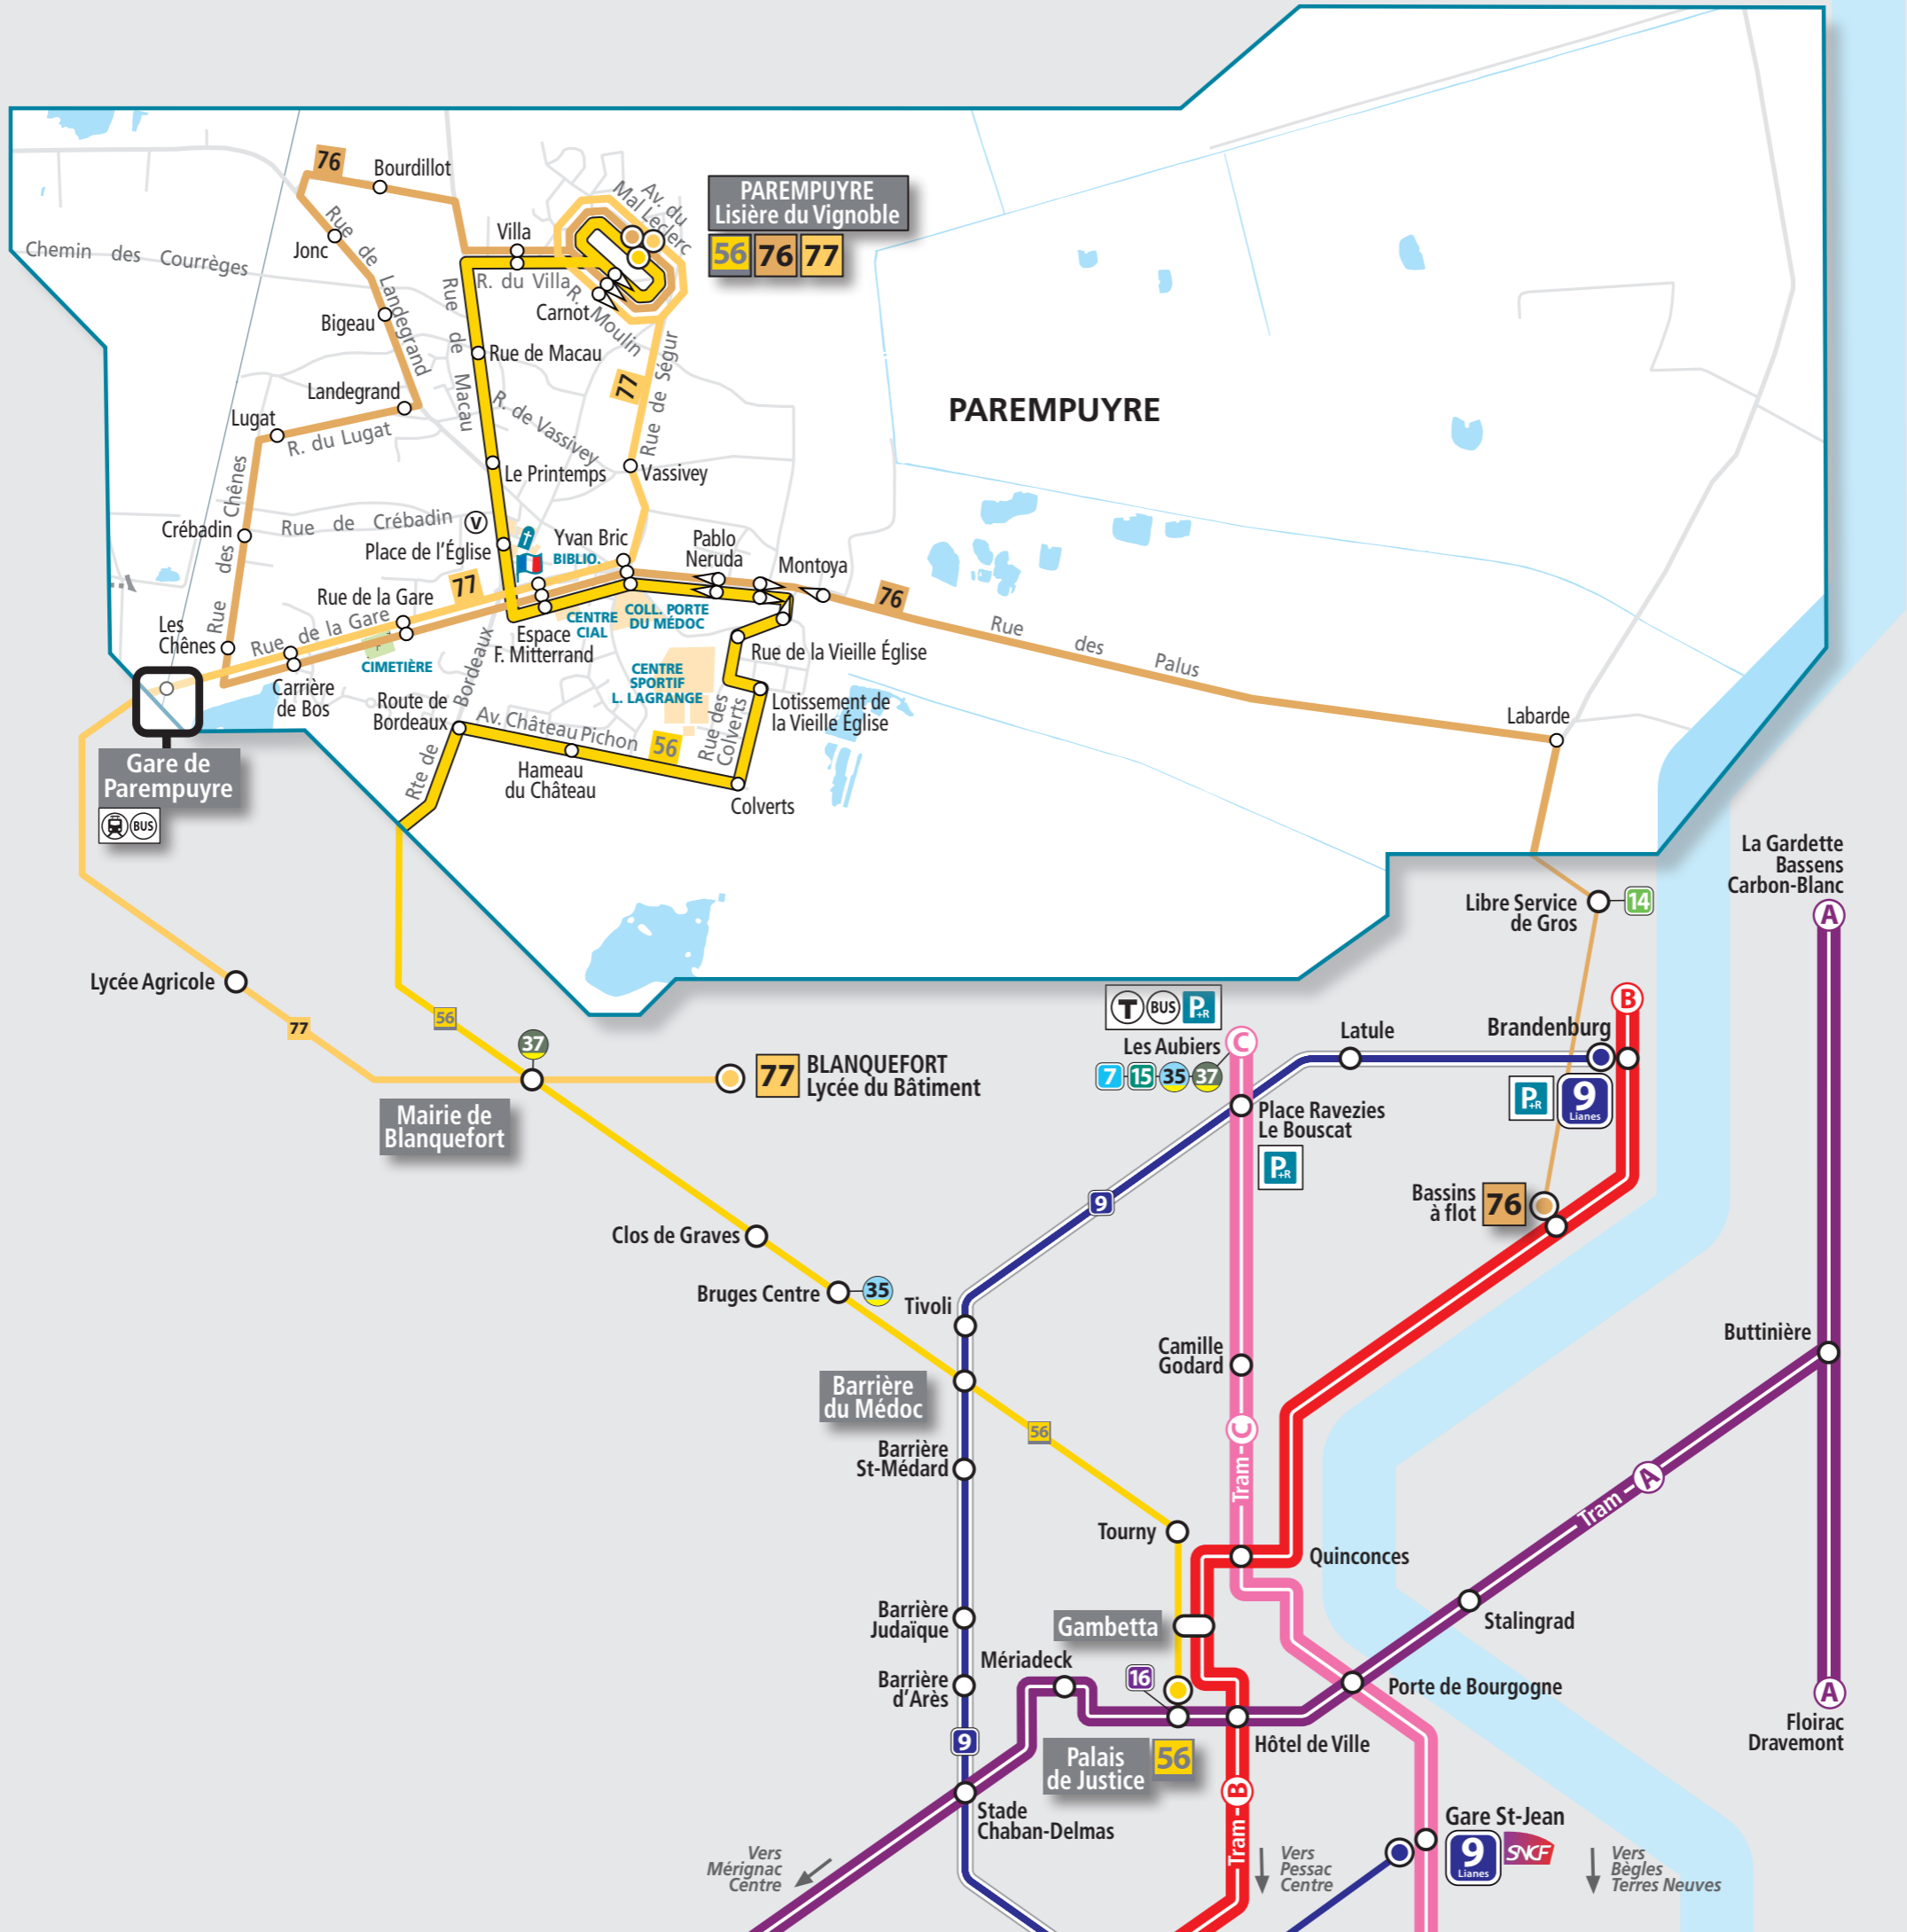 76
Bourdillot
Av. du
Mal Leclerc
PAREMPUYRE
Lisière du Vignoble
56 76 77
Villa
Jonc
Rue de Landegrand
Chemin des Courrèges
R. du Villa
R. Moulin
Carnot
Bigeau
Rue de Macau
Rue de Macau
77
Rue de Ségur
Landegrand
R. de Vassivey
PAREMPUYRE
Lugat
R. du Lugat
Le Printemps
Vassivey
Rue des Chênes
Crébadin
Rue de Crébadin
V
Place de l'Église
Yvan Bric
BIBLIO.
Pablo
Neruda
Montoya
77
76
Rue de la Gare
Rue de la Gare
Les
Chênes
CIMETIÈRE
Espace
F. Mitterrand
CENTRE
CIAL
COLL. PORTE
DU MÉDOC
Rue des Palus
Rue de la Vieille Église
CENTRE
SPORTIF
L. LAGRANGE
Carrière
de Bos
Route de
Bordeaux
Rte de Bordeaux
Av. Château Pichon
56
Rue des
Colverts
Lotissement de
la Vieille Église
Labarde
Gare de
Parempuyre
BUS
Hameau
du Château
Colverts
La Gardette
Bassens
Carbon-Blanc
A
Libre Service
de Gros
14
Lycée Agricole
77
56
37
T BUS P+R
Les Aubiers
C
7 15 35 37
Latule
Brandenburg
B
77
BLANQUEFORT
Lycée du Bâtiment
Mairie de
Blanquefort
P+R
9
Lianes
Place Ravezies
Le Bouscat
P+R
9
Bassins
à flot
76
Clos de Graves
Bruges Centre
35
Tivoli
Buttinière
Camille
Godard
Barrière
du Médoc
56
C
Tram
Barrière
St-Médard
Tram A
Tourny
Quinconces
Barrière
Judaïque
Gambetta
Stalingrad
Mériadeck
16
Barrière
d'Arès
Porte de Bourgogne
A
Floirac
Dravemont
9
Palais
de Justice
56
Hôtel de Ville
B
Tram
Stade
Chaban-Delmas
Gare St-Jean
9
Lianes
SNCF
Vers
Mérignac
Centre
Vers
Pessac
Centre
Vers
Bègles
Terres Neuves